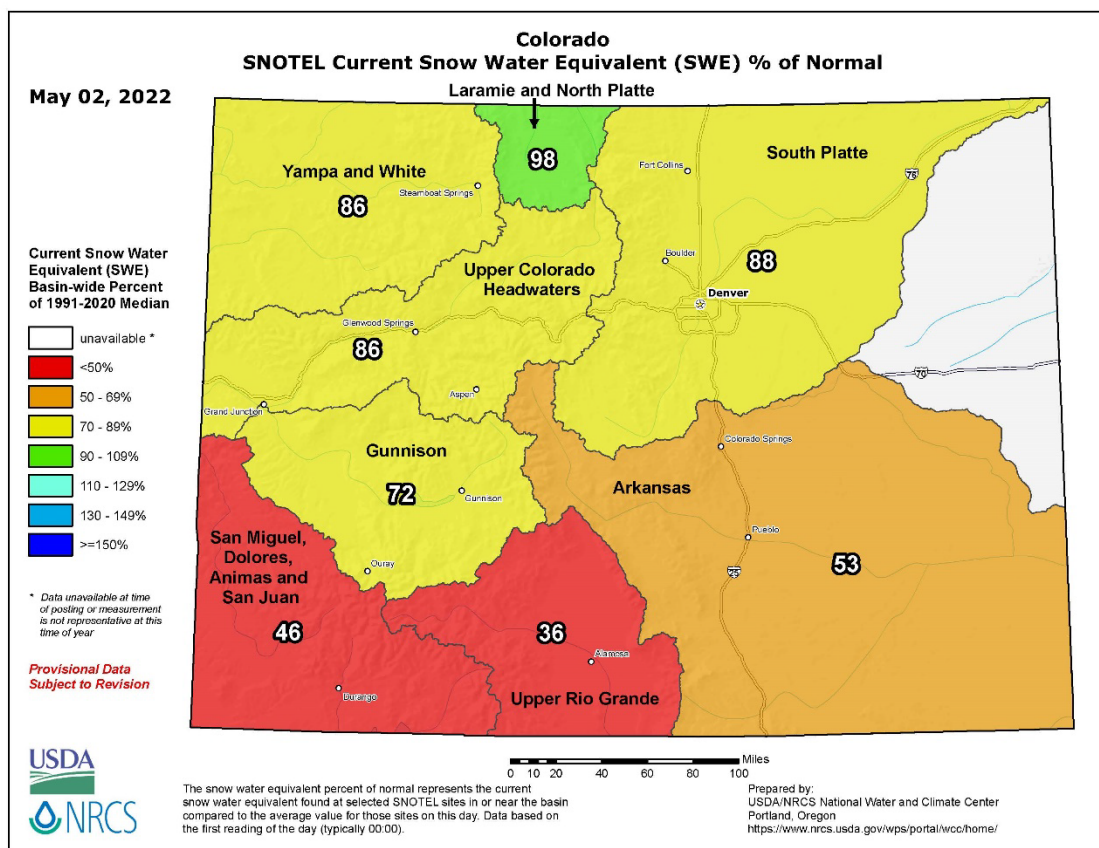 Colorado
SNOTEL Current Snow Water Equivalent (SWE) % of Normal
May 02, 2022
Laramie and North Platte
98
Yampa and White
Steamboat Springs
86
South Platte
Fort Collins
76
Boulder
88
Denver
Upper Colorado
Headwaters
Glenwood Springs
86
Aspen
Grand Junction
70
Gunnison
72
Gunnison
Ouray
Colorado Springs
Arkansas
Pueblo
25
53
San Miguel,
Dolores,
Animas and
San Juan
46
Durango
36
Alamosa
Upper Rio Grande
Current Snow Water
Equivalent (SWE)
Basin-wide Percent
of 1991-2020 Median
unavailable *
<50%
50 - 69%
70 - 89%
90 - 109%
110 - 129%
130 - 149%
>=150%
* Data unavailable at time
of posting or measurement
is not representative at this
time of year
Provisional Data
Subject to Revision
USDA
NRCS
Miles
0 10 20 40 60 80 100
The snow water equivalent percent of normal represents the current
snow water equivalent found at selected SNOTEL sites in or near the basin
compared to the average value for those sites on this day. Data based on
the first reading of the day (typically 00:00).
Prepared by:
USDA/NRCS National Water and Climate Center
Portland, Oregon
https://www.nrcs.usda.gov/wps/portal/wcc/home/